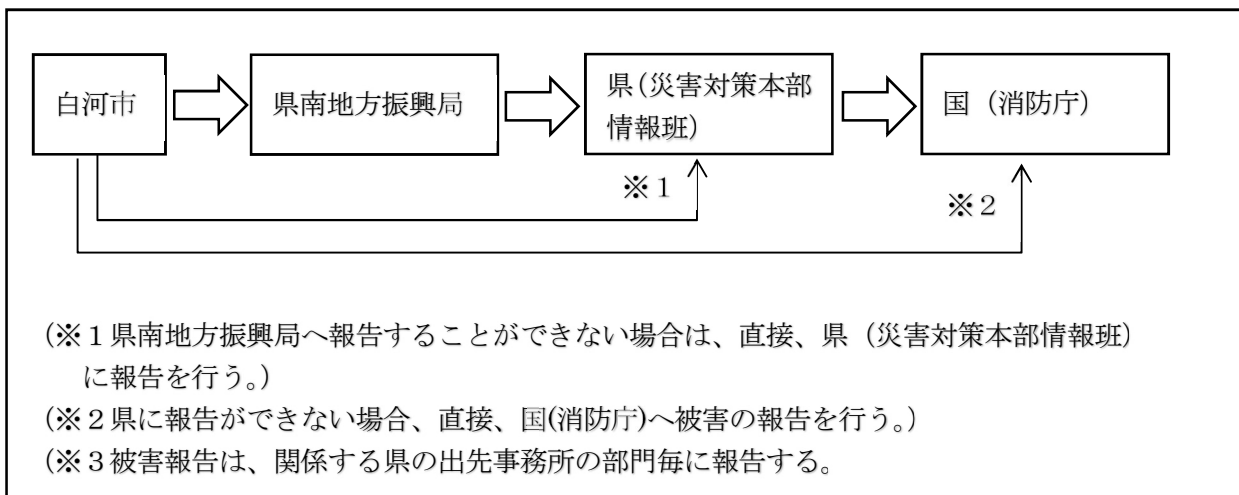 白河市
県南地方振興局
県(災害対策本部
情報班)
国（消防庁）
※１
※２
(※１県南地方振興局へ報告することができない場合は、直接、県（災害対策本部情報班）
に報告を行う。)
(※２県に報告ができない場合、直接、国(消防庁)へ被害の報告を行う。)
(※３被害報告は、関係する県の出先事務所の部門毎に報告する。